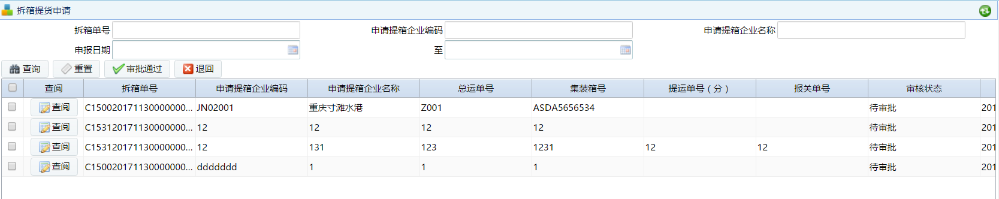 拆箱提货申请
拆箱单号 申请提箱企业编码 申请提箱企业名称
申报日期 至
查询 重置 审批通过 退回
查阅 拆箱单号 申请提箱企业编码 申请提箱企业名称 总运单号 集装箱号 提运单号（分） 报关单号 审核状态
查阅 C150020171130000000... JN02001 重庆寸滩水港 Z001 ASDA5656534 待审批 201
查阅 C153120171130000000... 12 12 12 12 待审批 201
查阅 C153120171130000000... 12 131 123 1231 12 12 待审批 201
查阅 C150020171130000000... ddddddd 1 1 1 待审批 201